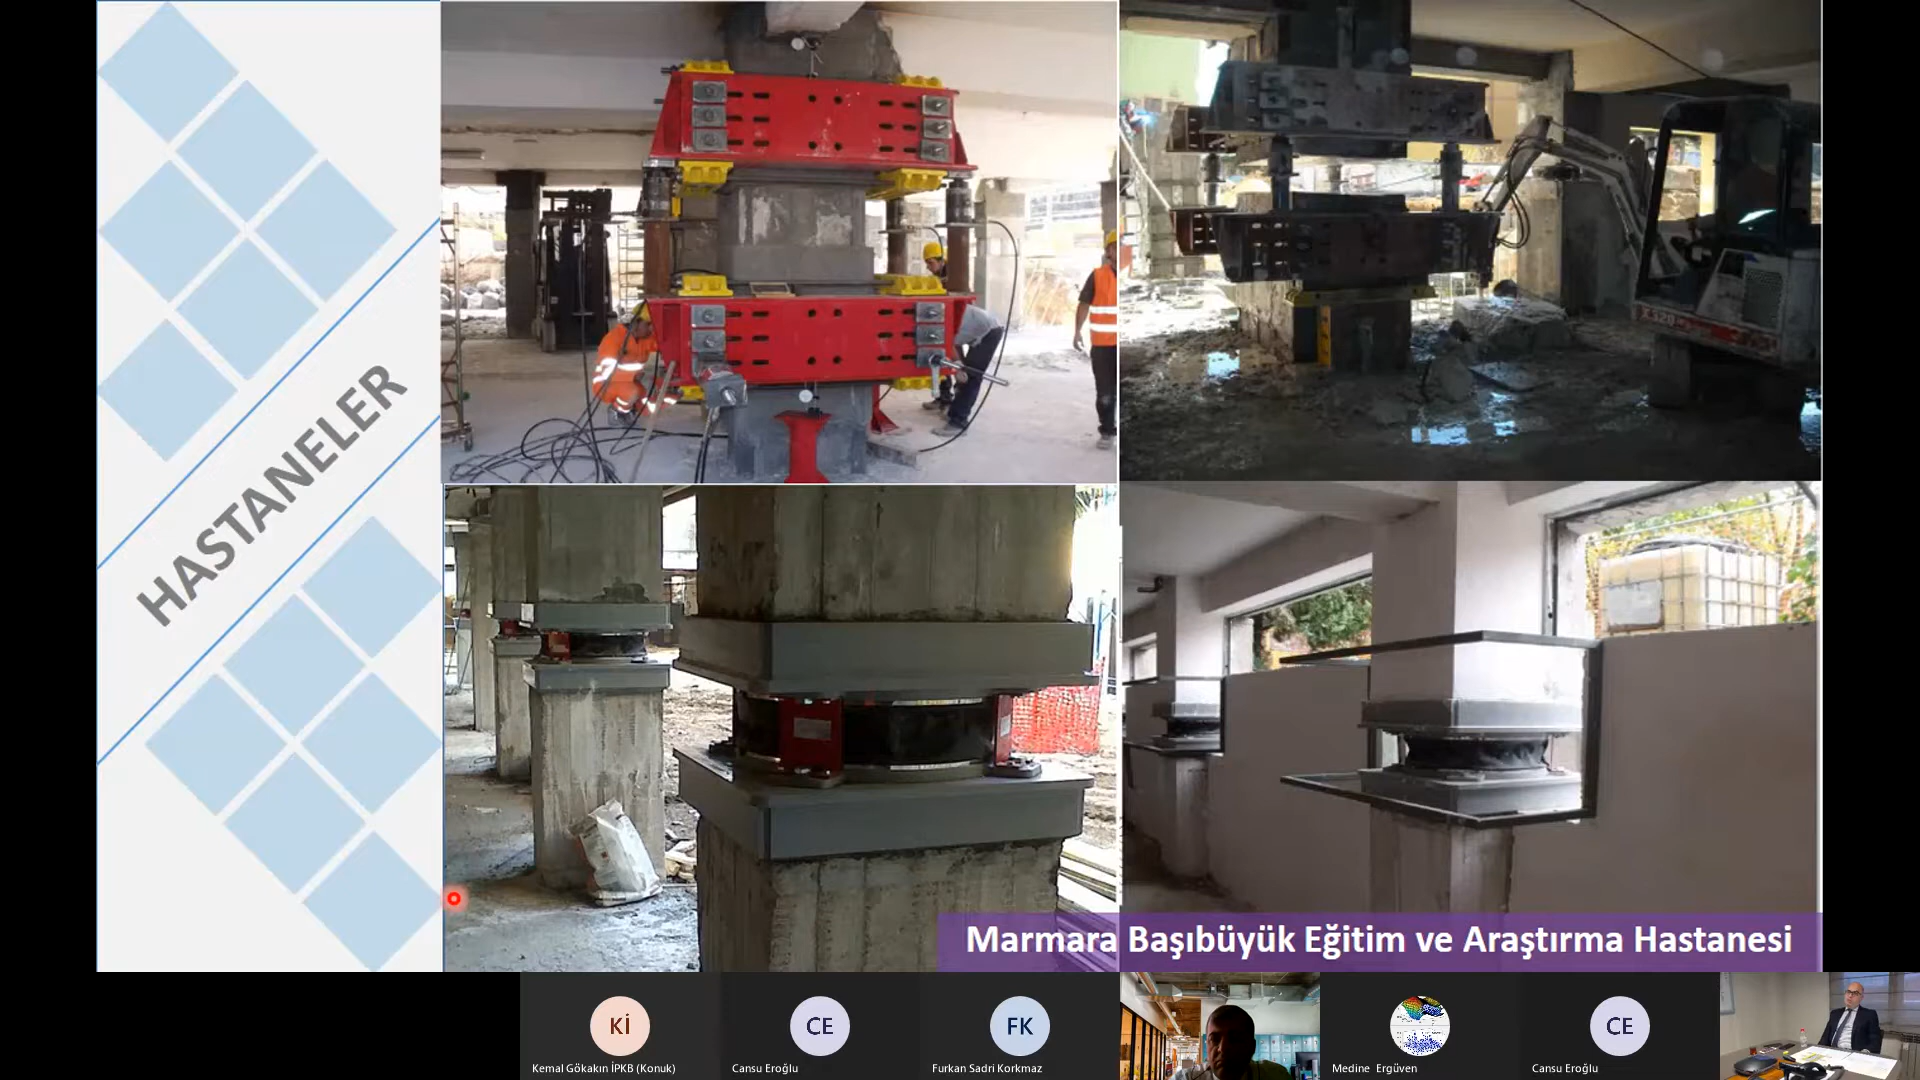 HASTANELER
Marmara Başıbüyük Eğitim ve Araştırma Hastanesi
Kİ
CE
FK
CE
Kemal Gökakın İPKB (Konuk)
Cansu Eroğlu
Furkan Sadri Korkmaz
Medine Ergüven
Cansu Eroğlu